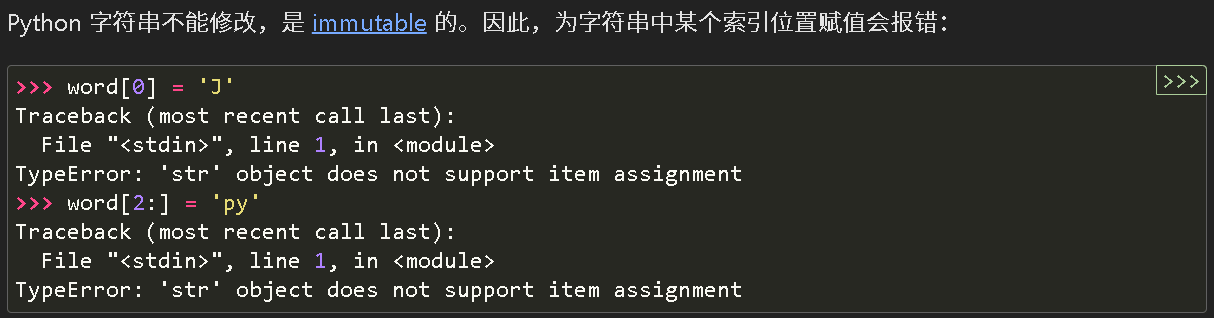 Python 字符串不能修改，是 immutable 的。因此，为字符串中某个索引位置赋值会报错：
>>>
>>> word[0] = 'J'
Traceback (most recent call last):
  File "<stdin>", line 1, in <module>
TypeError: 'str' object does not support item assignment
>>> word[2:] = 'py'
Traceback (most recent call last):
  File "<stdin>", line 1, in <module>
TypeError: 'str' object does not support item assignment